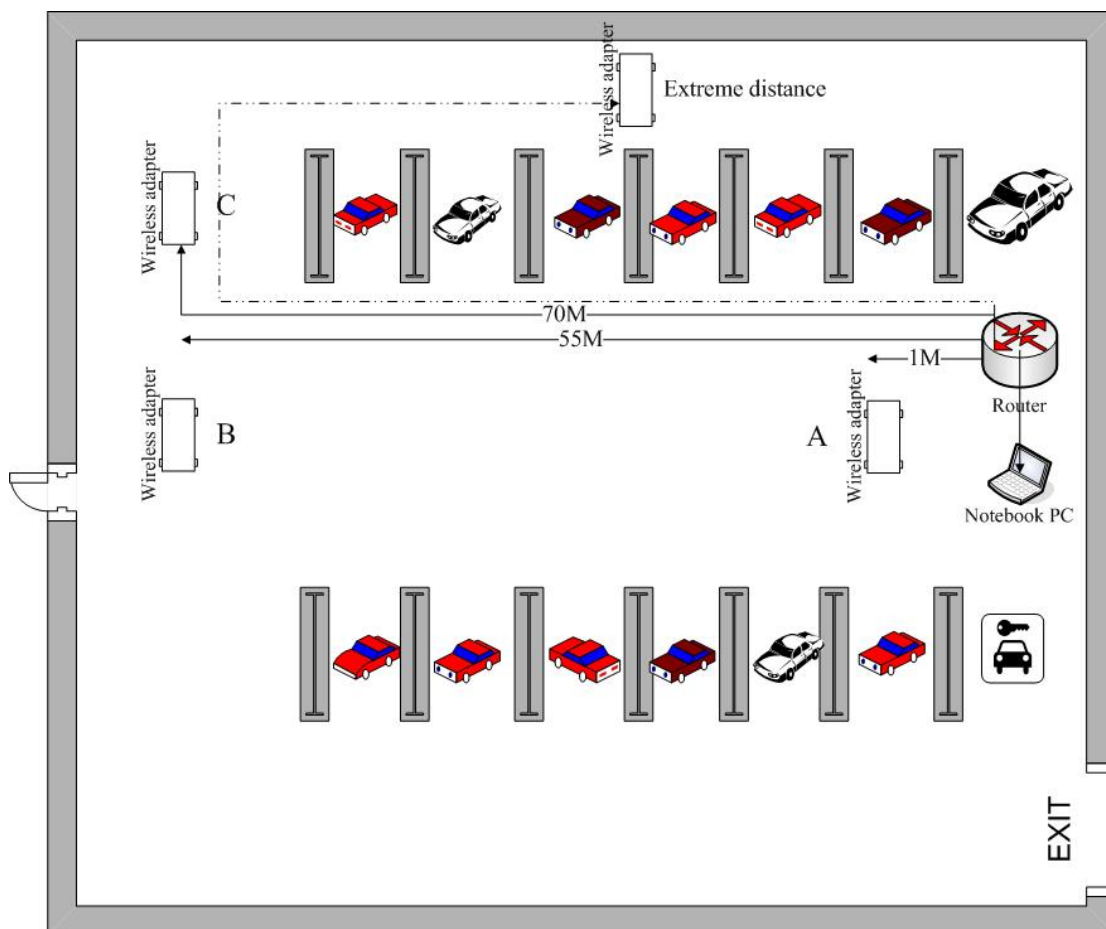 Wireless adapter
Extreme distance
Wireless adapter
C
70M
55M
1M
Router
Wireless adapter
B
A
Wireless adapter
Notebook PC
EXIT